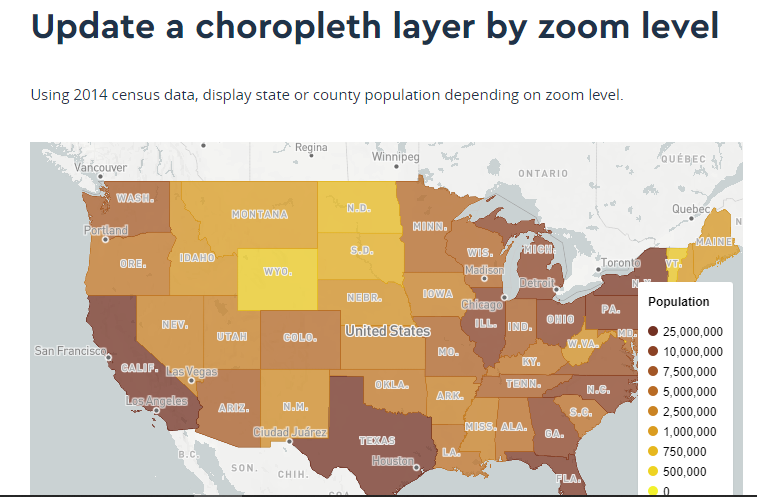 Update a choropleth layer by zoom level
Using 2014 census data, display state or county population depending on zoom level.
Regina
Winnipeg
Vancouver
ONTARIO
QUÉBEC
WASH.
MONTANA
N.D.
MINN.
Quebec
Portland
ORE.
IDAHO
WYO.
S.D.
WIS.
MICH.
Toronto
VT.
MAINE
Madison
Detroit
NEBR.
IOWA
Chicago
NEV.
UTAH
COLO.
United States
ILL.
IND.
OHIO
PA.
San Francisco
CALIF.
Las Vegas
MO.
KY.
W.VA.
Los Angeles
ARIZ.
N.M.
OKLA.
ARK.
TENN.
N.C.
Ciudad Juárez
TEXAS
MISS.
ALA.
GA.
S.C.
B.C.
SON.
CHIH.
Houston
LA.
FLA.
Population
25,000,000
10,000,000
7,500,000
5,000,000
2,500,000
1,000,000
750,000
500,000
0